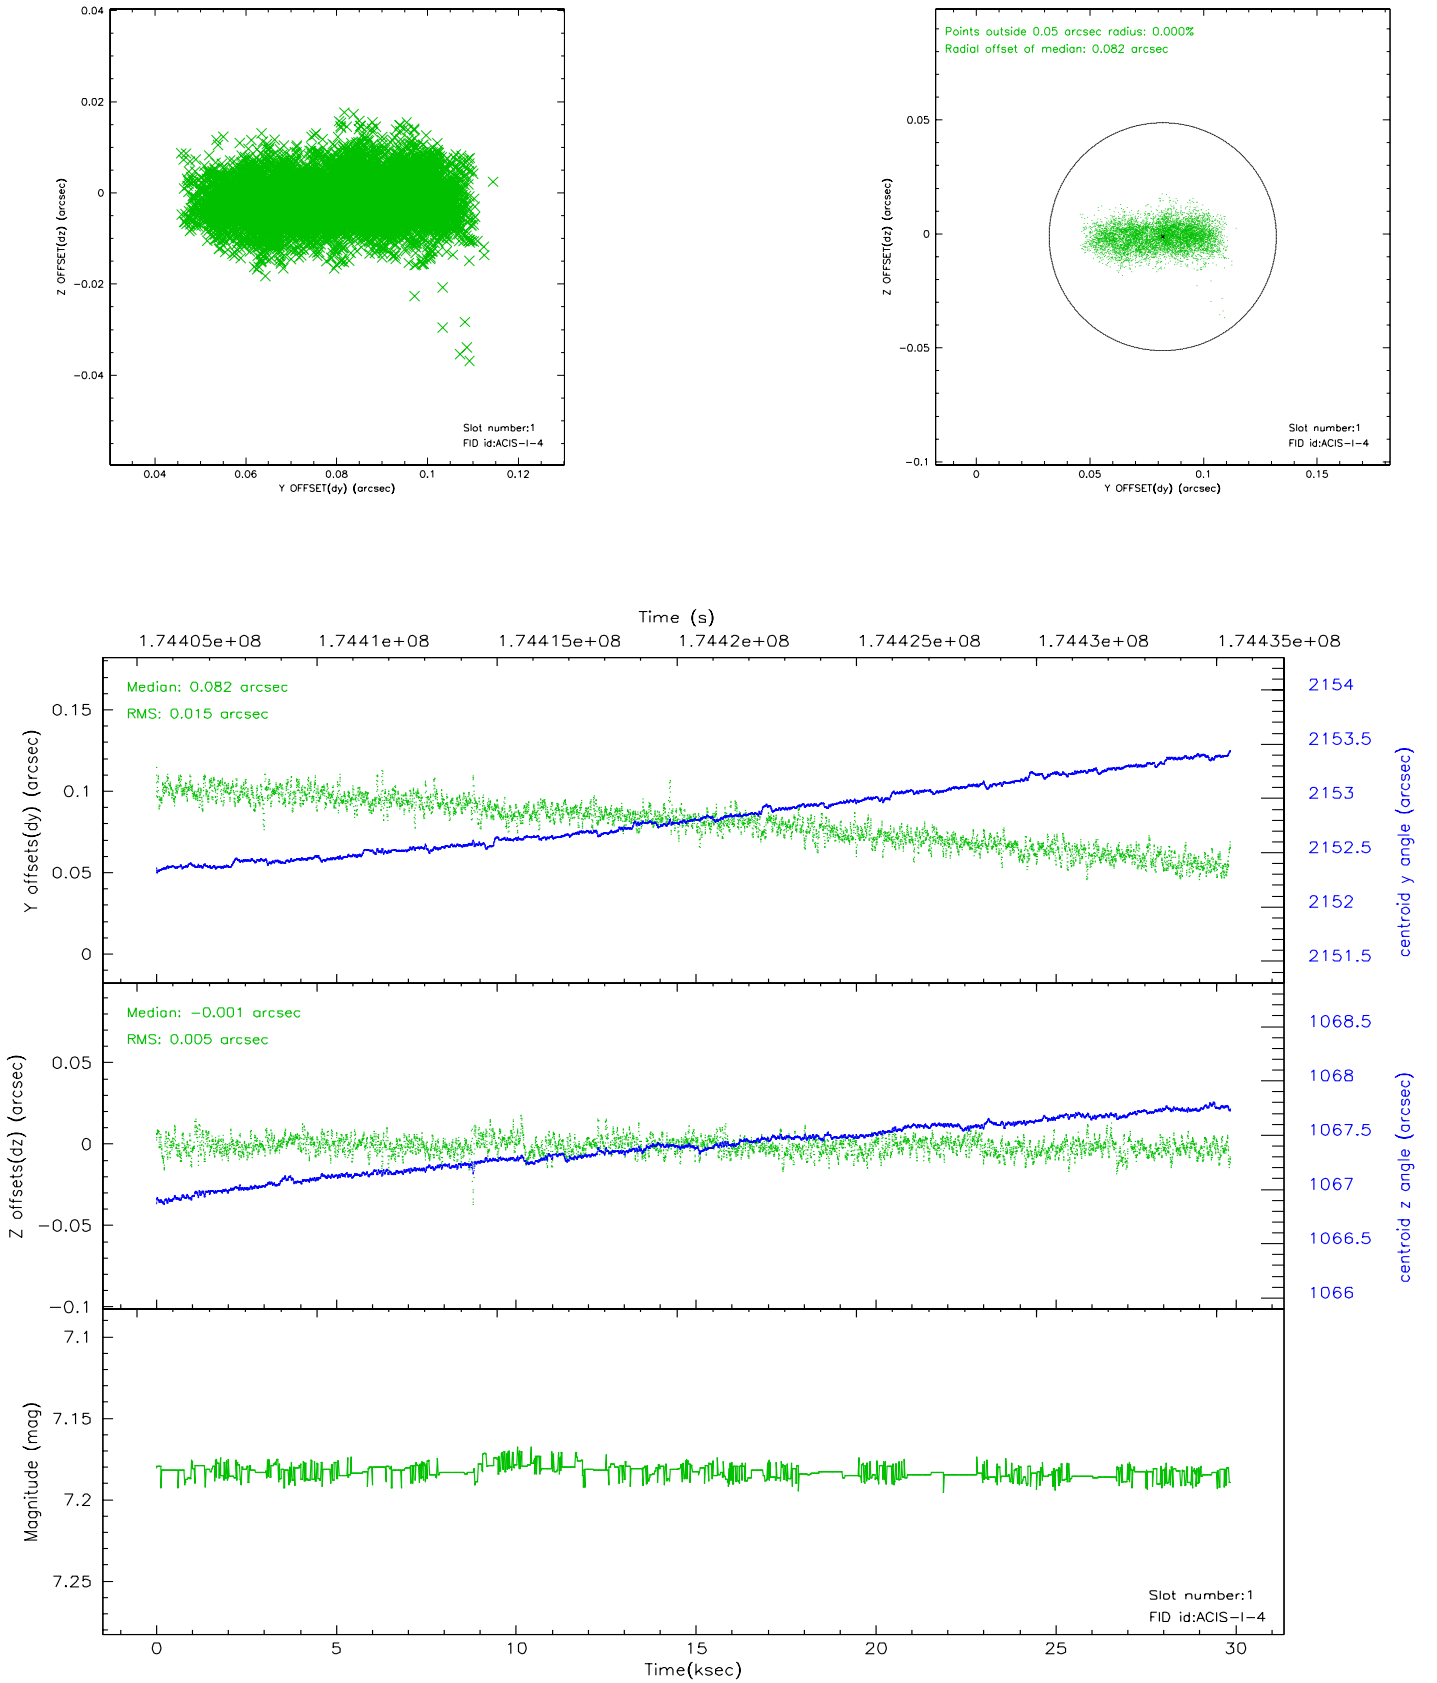 0.04
0.02
0
-0.02
-0.04
Z OFFSET(dz) (arcsec)
Slot number:1
FID id:ACIS-I-4
0.04 0.06 0.08 0.1 0.12
Y OFFSET(dy) (arcsec)
Points outside 0.05 arcsec radius: 0.000%
Radial offset of median: 0.082 arcsec
0.05
0
-0.05
-0.1
Z OFFSET(dz) (arcsec)
Slot number:1
FID id:ACIS-I-4
0 0.05 0.1 0.15
Y OFFSET(dy) (arcsec)
Time (s)
1.74405e+08 1.7441e+08 1.74415e+08 1.7442e+08 1.74425e+08 1.7443e+08 1.74435e+08
Median: 0.082 arcsec
RMS: 0.015 arcsec
0.15
0.1
0.05
0
Y offsets(dy) (arcsec)
2154
2153.5
2153
2152.5
2152
2151.5
centroid y angle (arcsec)
Median: -0.001 arcsec
RMS: 0.005 arcsec
0.05
0
-0.05
-0.1
Z offsets(dz) (arcsec)
1068.5
1068
1067.5
1067
1066.5
1066
centroid z angle (arcsec)
7.1
7.15
7.2
7.25
Magnitude (mag)
Slot number:1
FID id:ACIS-I-4
0 5 10 15 20 25 30
Time(ksec)